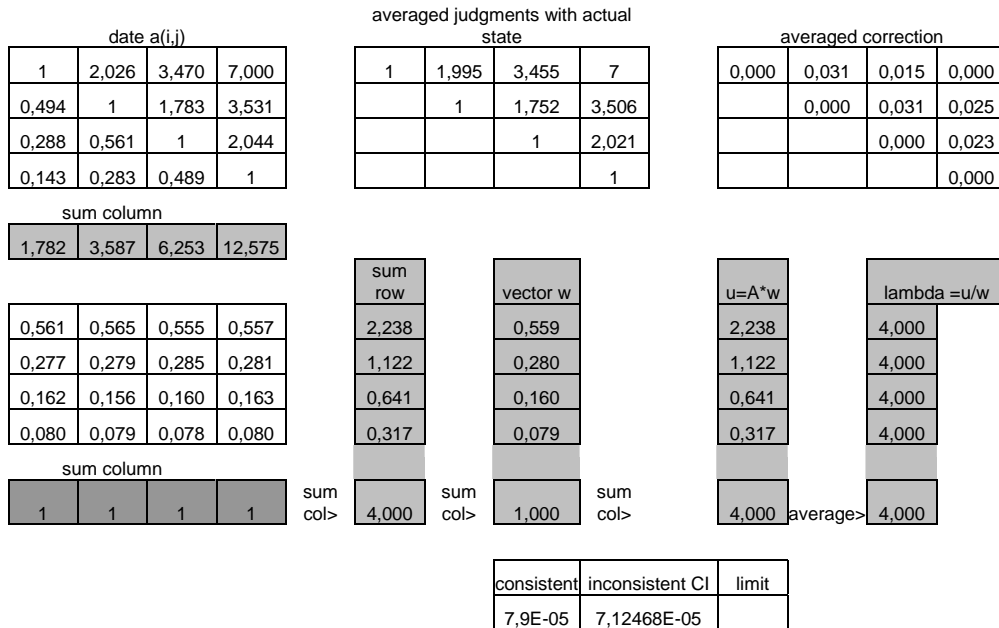 averaged judgments with actual
date a(i,j) state averaged correction
1 2,026 3,470 7,000 1 1,995 3,455 7 0,000 0,031 0,015 0,000
0,494 1 1,783 3,531 1 1,752 3,506 0,000 0,031 0,025
0,288 0,561 1 2,044 1 2,021 0,000 0,023
0,143 0,283 0,489 1 1 0,000
sum column
1,782 3,587 6,253 12,575
sum
row vector w u=A*w lambda =u/w
0,561 0,565 0,555 0,557 2,238 0,559 2,238 4,000
0,277 0,279 0,285 0,281 1,122 0,280 1,122 4,000
0,162 0,156 0,160 0,163 0,641 0,160 0,641 4,000
0,080 0,079 0,078 0,080 0,317 0,079 0,317 4,000
sum column
sum sum sum
1 1 1 1 col> 4,000 col> 1,000 col> 4,000 average> 4,000
consistent inconsistent CI limit
7,9E-05 7,12468E-05